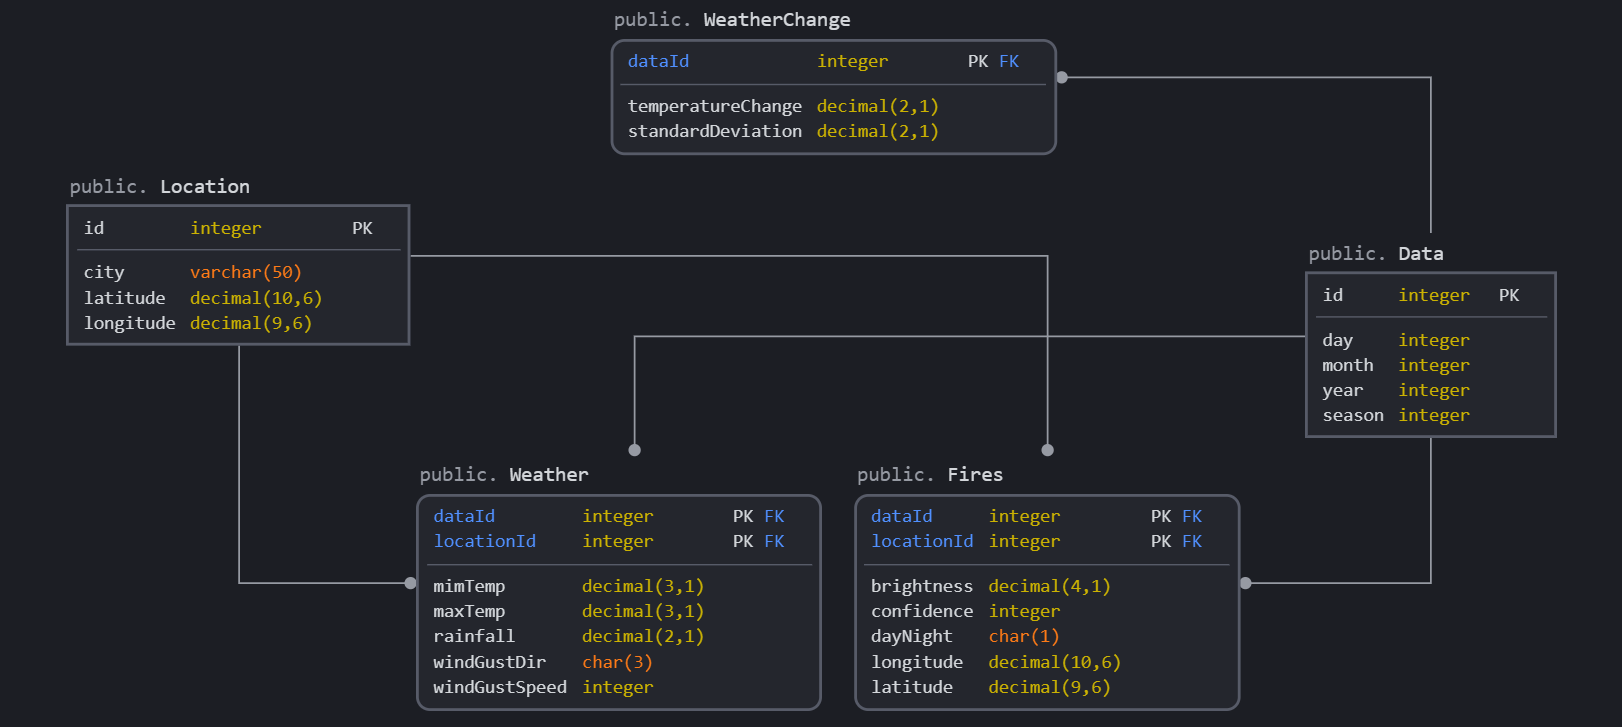 public. WeatherChange
dataId integer PK FK
temperatureChange decimal(2,1)
standardDeviation decimal(2,1)
public. Location
id integer PK
city varchar(50)
latitude decimal(10,6)
longitude decimal(9,6)
public. Data
id integer PK
day integer
month integer
year integer
season integer
public. Weather
dataId integer PK FK
locationId integer PK FK
mimTemp decimal(3,1)
maxTemp decimal(3,1)
rainfall decimal(2,1)
windGustDir char(3)
windGustSpeed integer
public. Fires
dataId integer PK FK
locationId integer PK FK
brightness decimal(4,1)
confidence integer
dayNight char(1)
longitude decimal(10,6)
latitude decimal(9,6)